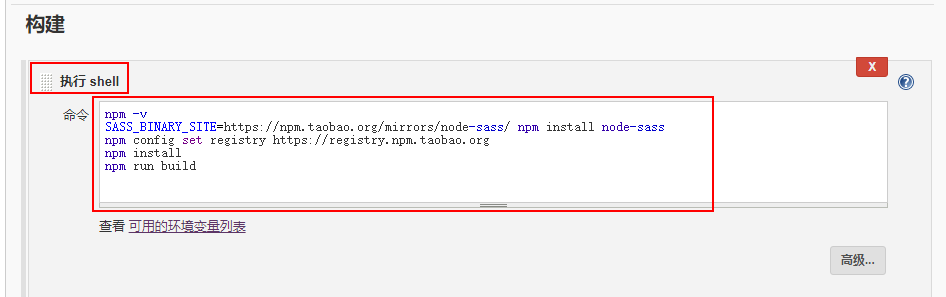 构建
执行 shell
X
?
命令
npm -v
SASS_BINARY_SITE=https://npm.taobao.org/mirrors/node-sass/ npm install node-sass
npm config set registry https://registry.npm.taobao.org
npm install
npm run build
查看 可用的环境变量列表
高级...